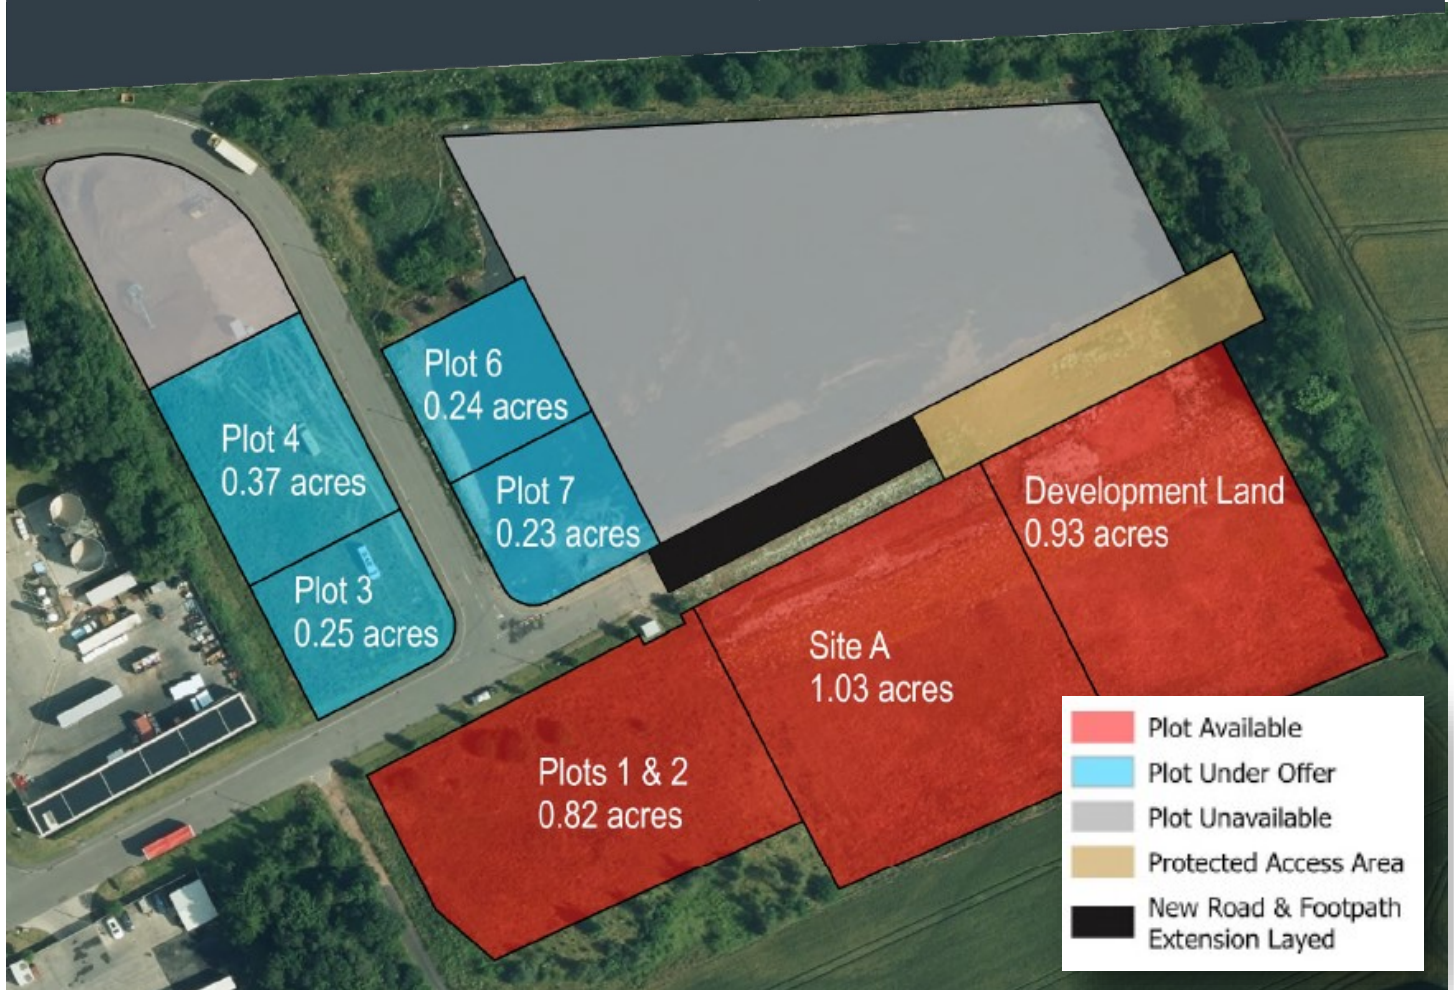 Plot 6
0.24 acres
Plot 4
0.37 acres
Plot 7
0.23 acres
Development Land
0.93 acres
Plot 3
0.25 acres
Site A
1.03 acres
Plots 1 & 2
0.82 acres
Plot Available
Plot Under Offer
Plot Unavailable
Protected Access Area
New Road & Footpath
Extension Layed